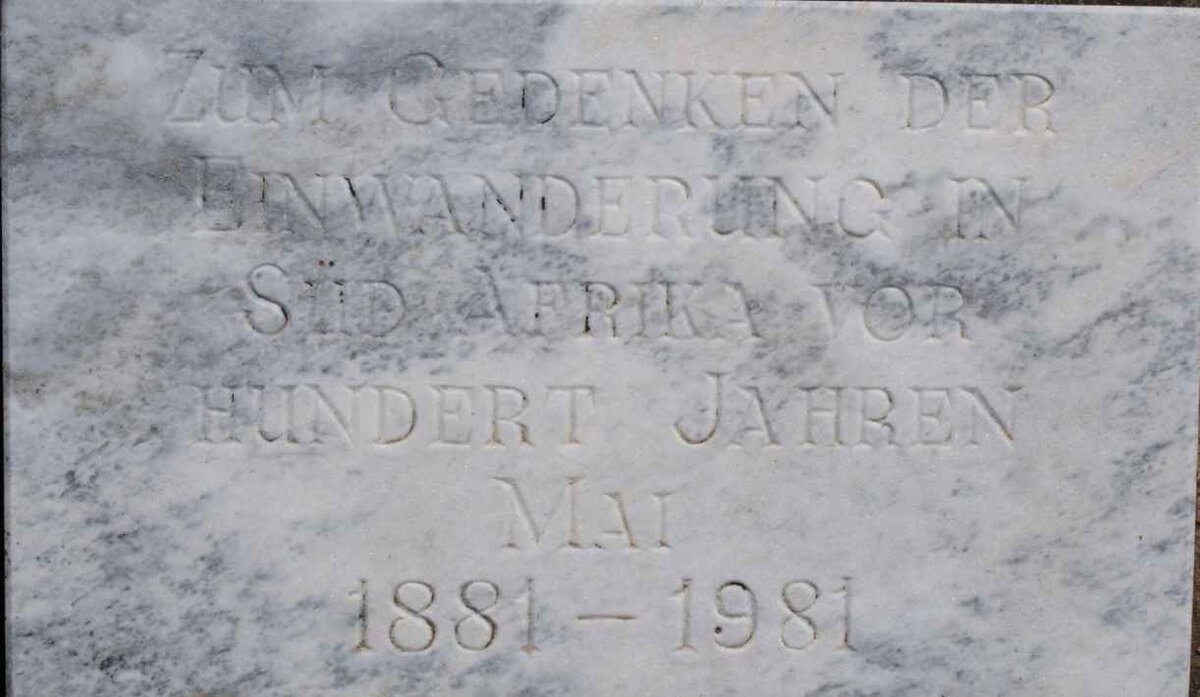 ZUM GEDENKEN DER
EINWANDERUNG IN
SÜD AFRIKA VOR
HUNDERT JAHREN
MAI
1881 – 1981